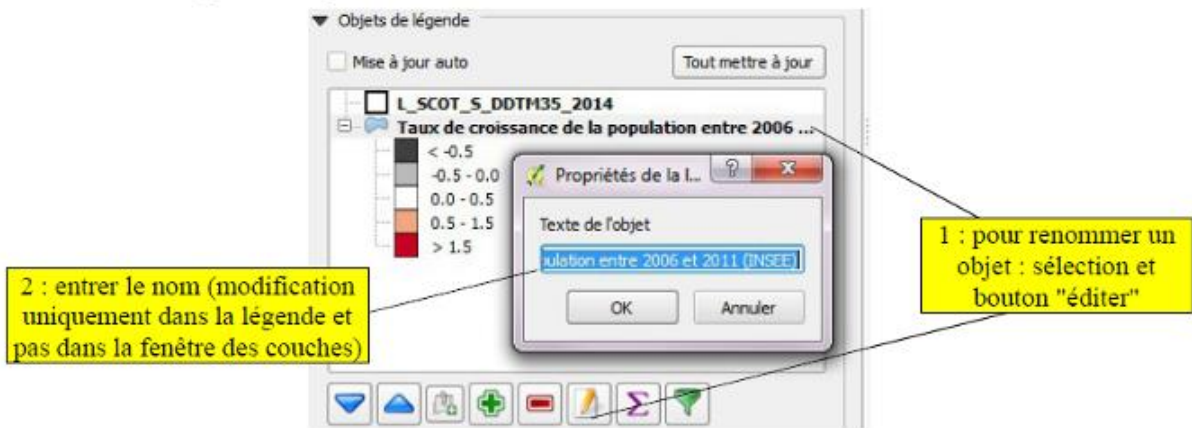 Objets de légende
Mise à jour auto
Tout mettre à jour
L_SCOT_S_DDTM35_2014
Taux de croissance de la population entre 2006 ...
< -0.5
-0.5 - 0.0
0.0 - 0.5
0.5 - 1.5
> 1.5
Propriétés de la l...
Texte de l'objet
ulation entre 2006 et 2011 (INSEE)
OK
Annuler
1 : pour renommer un
objet : sélection et
bouton "éditer"
2 : entrer le nom (modification
uniquement dans la légende et
pas dans la fenêtre des couches)